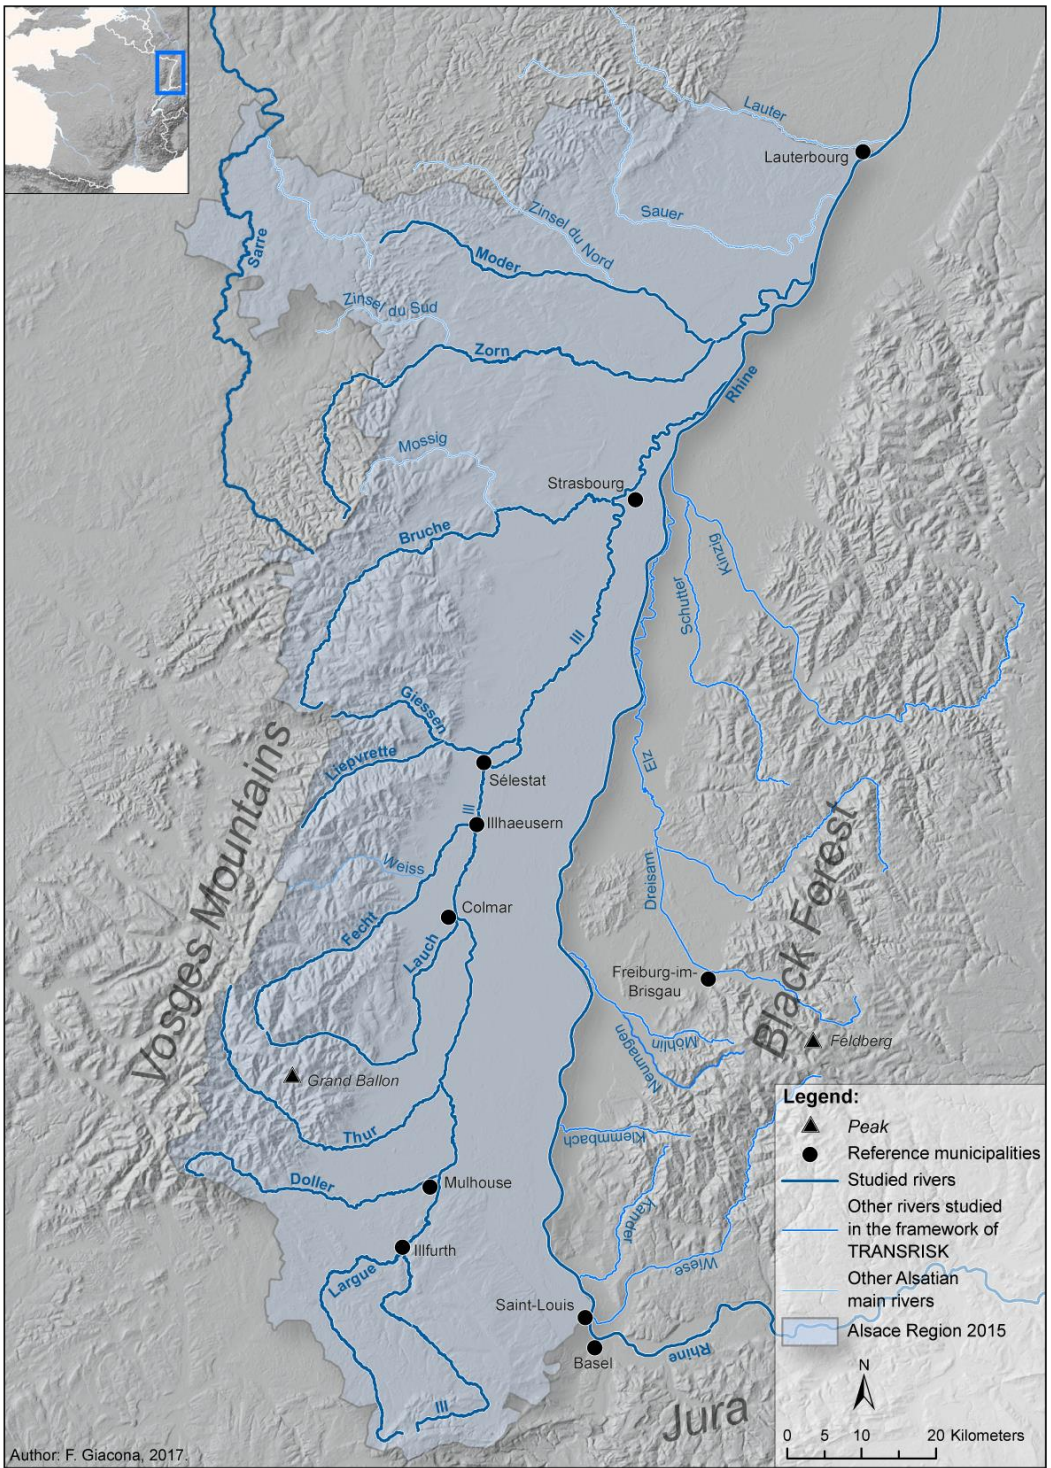 Lauter
Lauterbourg
Sauer
Zinsel du Nord
Moder
Sarre
Zinsel du Sud
Zorn
Rhine
Mossig
Strasbourg
Bruche
Kinzig
Schutter
Ill
Giessen
Liepvrette
Elz
Sélestat
Ill
Illhaeusern
Vosges Mountains
Weiss
Dreisam
Black Forest
Colmar
Fecht
Lauch
Freiburg-im-
Brisgau
Möhlin
Feldberg
Neumagen
Grand Ballon
Thur
Klemmbach
Doller
Mulhouse
Kander
Illfurth
Largue
Wiese
Saint-Louis
Rhine
Basel
Ill
Jura
Legend:
Peak
Reference municipalities
Studied rivers
Other rivers studied
in the framework of
TRANSRISK
Other Alsatian
main rivers
Alsace Region 2015
N
0 5 10 20 Kilometers
Author: F. Giacona, 2017.